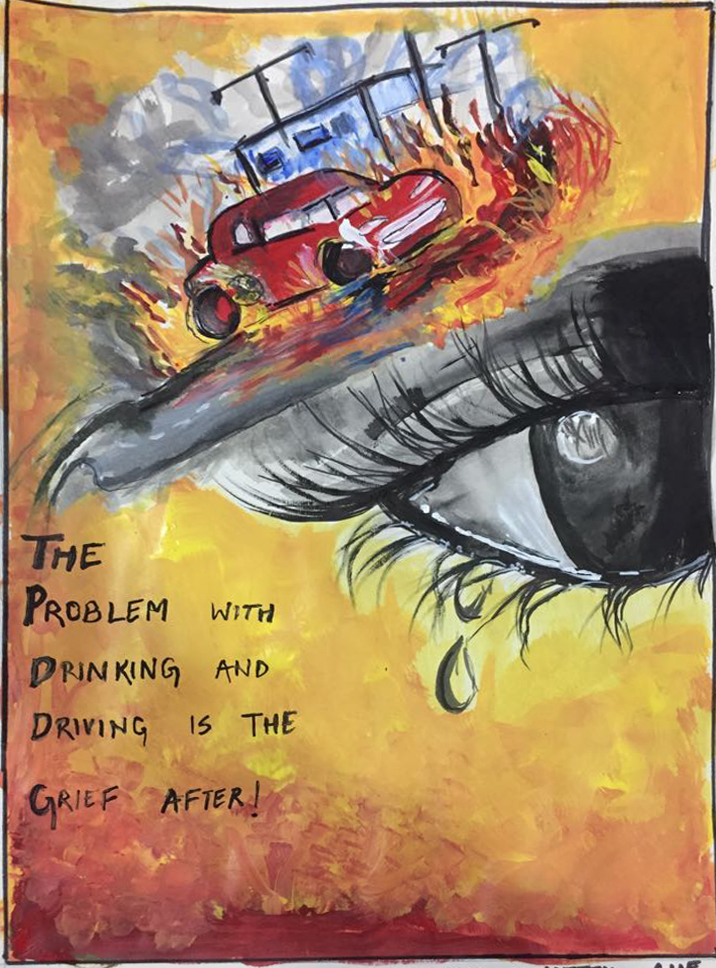 THE
PROBLEM WITH
DRINKING AND
DRIVING IS THE
GRIEF AFTER!